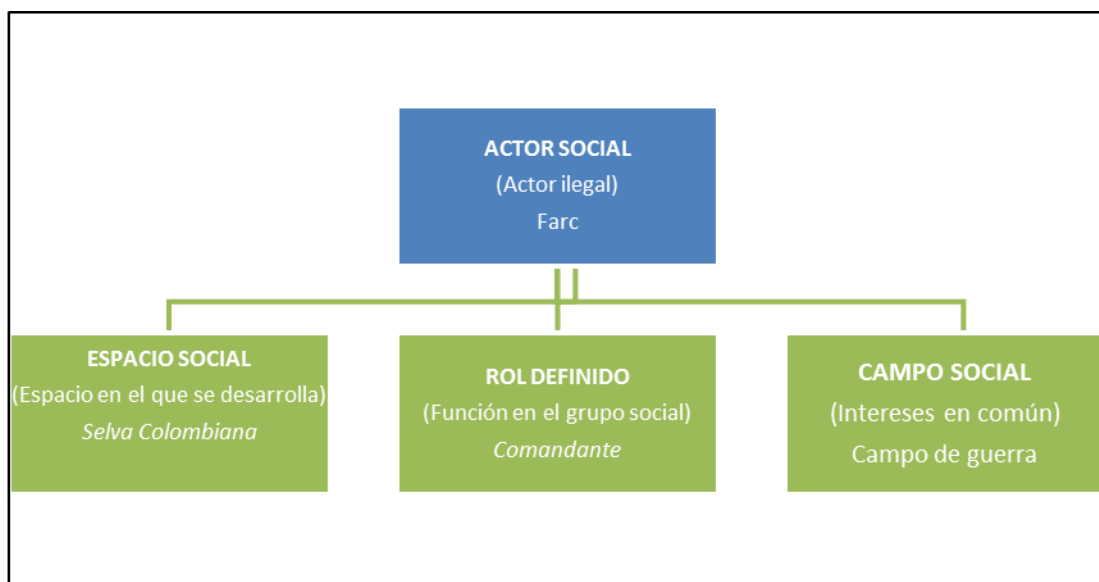 ACTOR SOCIAL
(Actor ilegal)
Farc
ESPACIO SOCIAL
(Espacio en el que se desarrolla)
Selva Colombiana
ROL DEFINIDO
(Función en el grupo social)
Comandante
CAMPO SOCIAL
(Intereses en común)
Campo de guerra